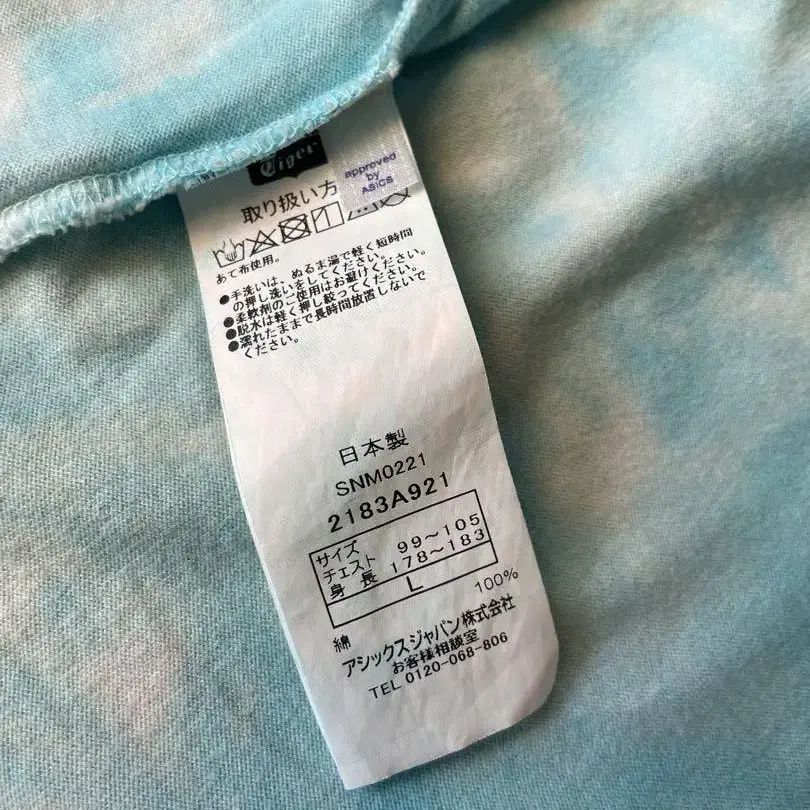 Tiger
approved
by
ASICS
取り扱い方
あて布使用。
●手洗いは、ぬるま湯で軽く短時間
の押し洗いをしてください。
●柔軟剤のご使用はお避けください。
●脱水は軽く押し絞ってください。
●濡れたままで長時間放置しないで
ください。
日本製
SNM0221
2183A921
サイズ
チェスト 99～105
身長 178～183
L
綿 100%
アシックスジャパン株式会社
お客様相談室
TEL 0120-068-806